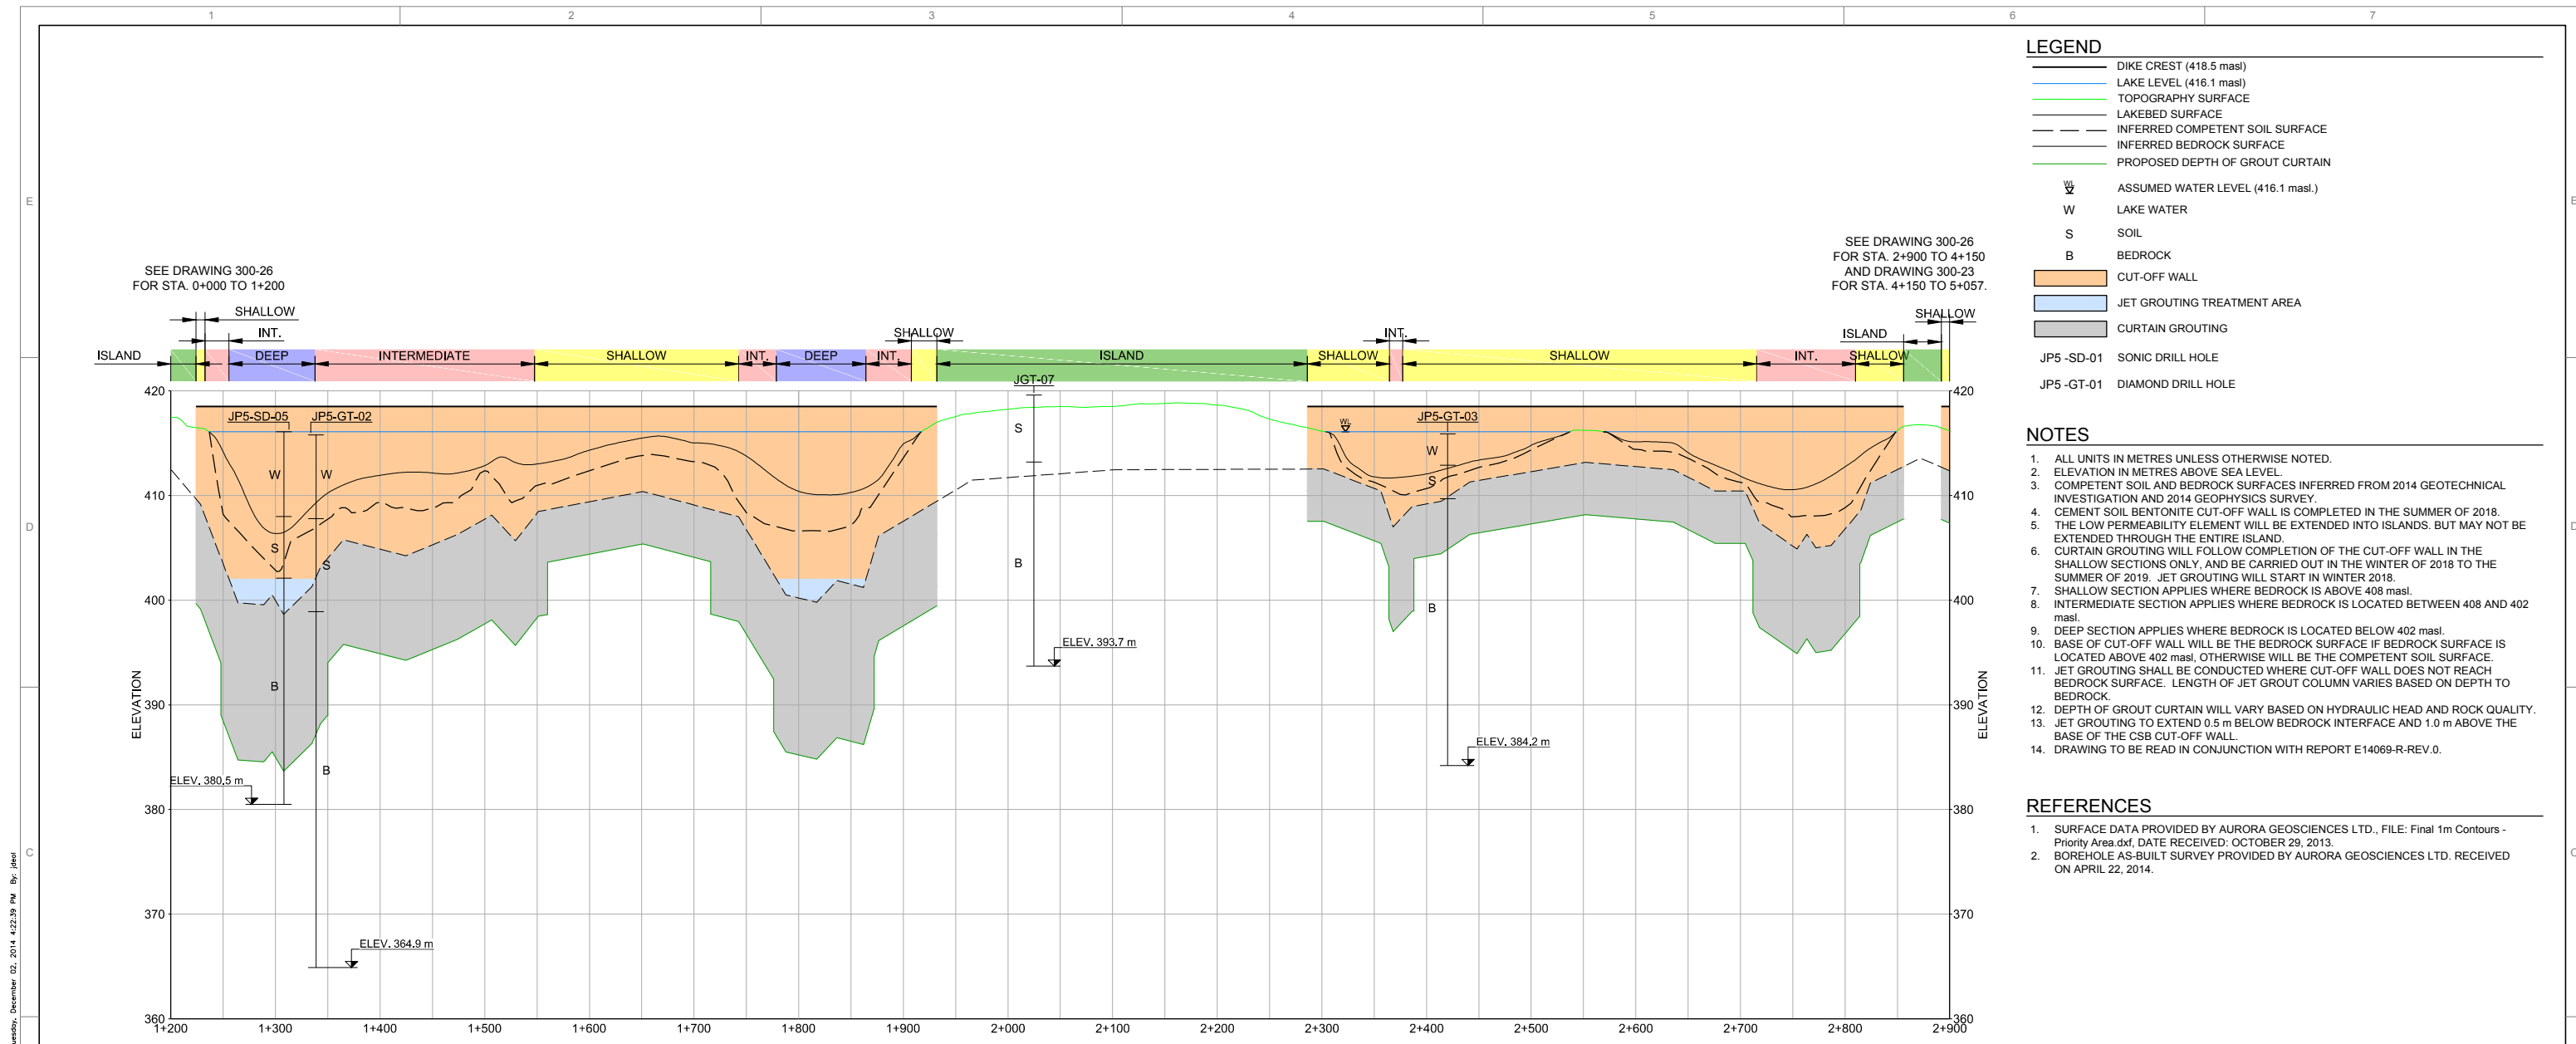 1 2 3 4 5 6 7
E
D
C
E
D
C
SEE DRAWING 300-26
FOR STA. 0+000 TO 1+200
SEE DRAWING 300-26
FOR STA. 2+900 TO 4+150
AND DRAWING 300-23
FOR STA. 4+150 TO 5+057.
SHALLOW
INT.
SHALLOW
INT.
ISLAND
SHALLOW
ISLAND DEEP INTERMEDIATE SHALLOW INT. DEEP INT. ISLAND SHALLOW SHALLOW INT. SHALLOW
420
JP5-SD-05
JP5-GT-02
JGT-07
WL
JP5-GT-03
420
W W S W
410
S
410
S S B
400
B
400
ELEV. 393.7 m
B
390
390
ELEVATION
ELEVATION
ELEV. 384.2 m
B
ELEV. 380.5 m
380
380
370
370
ELEV. 364.9 m
360
360
1+200 1+300 1+400 1+500 1+600 1+700 1+800 1+900 2+000 2+100 2+200 2+300 2+400 2+500 2+600 2+700 2+800 2+900
uesday, December 02, 2014 4:22:39 PM By: jdeol
LEGEND
DIKE CREST (418.5 masl)
LAKE LEVEL (416.1 masl)
TOPOGRAPHY SURFACE
LAKEBED SURFACE
INFERRED COMPETENT SOIL SURFACE
INFERRED BEDROCK SURFACE
PROPOSED DEPTH OF GROUT CURTAIN
WL ASSUMED WATER LEVEL (416.1 masl.)
W LAKE WATER
S SOIL
B BEDROCK
CUT-OFF WALL
JET GROUTING TREATMENT AREA
CURTAIN GROUTING
JP5 -SD-01 SONIC DRILL HOLE
JP5 -GT-01 DIAMOND DRILL HOLE
NOTES
1. ALL UNITS IN METRES UNLESS OTHERWISE NOTED.
2. ELEVATION IN METRES ABOVE SEA LEVEL.
3. COMPETENT SOIL AND BEDROCK SURFACES INFERRED FROM 2014 GEOTECHNICAL
INVESTIGATION AND 2014 GEOPHYSICS SURVEY.
4. CEMENT SOIL BENTONITE CUT-OFF WALL IS COMPLETED IN THE SUMMER OF 2018.
5. THE LOW PERMEABILITY ELEMENT WILL BE EXTENDED INTO ISLANDS. BUT MAY NOT BE
EXTENDED THROUGH THE ENTIRE ISLAND.
6. CURTAIN GROUTING WILL FOLLOW COMPLETION OF THE CUT-OFF WALL IN THE
SHALLOW SECTIONS ONLY, AND BE CARRIED OUT IN THE WINTER OF 2018 TO THE
SUMMER OF 2019. JET GROUTING WILL START IN WINTER 2018.
7. SHALLOW SECTION APPLIES WHERE BEDROCK IS ABOVE 408 masl.
8. INTERMEDIATE SECTION APPLIES WHERE BEDROCK IS LOCATED BETWEEN 408 AND 402
masl.
9. DEEP SECTION APPLIES WHERE BEDROCK IS LOCATED BELOW 402 masl.
10. BASE OF CUT-OFF WALL WILL BE THE BEDROCK SURFACE IF BEDROCK SURFACE IS
LOCATED ABOVE 402 masl, OTHERWISE WILL BE THE COMPETENT SOIL SURFACE.
11. JET GROUTING SHALL BE CONDUCTED WHERE CUT-OFF WALL DOES NOT REACH
BEDROCK SURFACE. LENGTH OF JET GROUT COLUMN VARIES BASED ON DEPTH TO
BEDROCK.
12. DEPTH OF GROUT CURTAIN WILL VARY BASED ON HYDRAULIC HEAD AND ROCK QUALITY.
13. JET GROUTING TO EXTEND 0.5 m BELOW BEDROCK INTERFACE AND 1.0 m ABOVE THE
BASE OF THE CSB CUT-OFF WALL.
14. DRAWING TO BE READ IN CONJUNCTION WITH REPORT E14069-R-REV.0.
REFERENCES
1. SURFACE DATA PROVIDED BY AURORA GEOSCIENCES LTD., FILE: Final 1m Contours -
Priority Area.dxf, DATE RECEIVED: OCTOBER 29, 2013.
2. BOREHOLE AS-BUILT SURVEY PROVIDED BY AURORA GEOSCIENCES LTD. RECEIVED
ON APRIL 22, 2014.